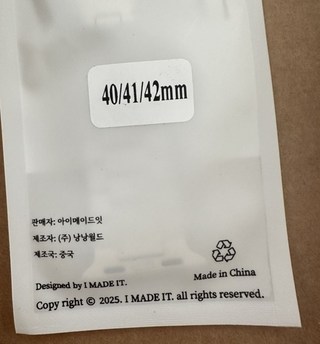 40/41/42mm
판매자: 아이메이드잇
제조자: (주) 낭낭월드
제조국: 중국
Designed by I MADE IT.
Made in China
Copy right © 2025. I MADE IT. all rights reserved.